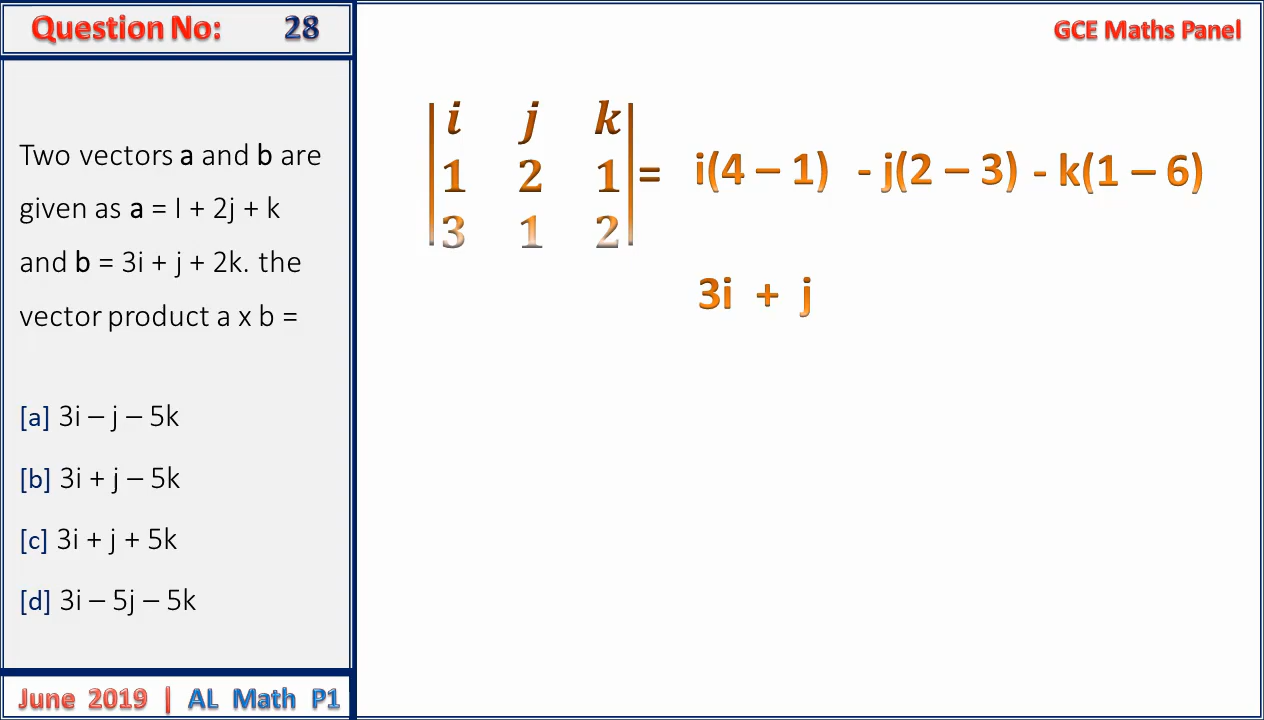 Question No: 28
GCE Maths Panel
Two vectors a and b are
given as a = I + 2j + k
and b = 3i + j + 2k. the
vector product a x b =
[a] 3i – j – 5k
[b] 3i + j – 5k
[c] 3i + j + 5k
[d] 3i – 5j – 5k
i j k
1 2 1 = i(4 – 1) - j(2 – 3) - k(1 – 6)
3 1 2
3i + j
June 2019 | AL Math P1